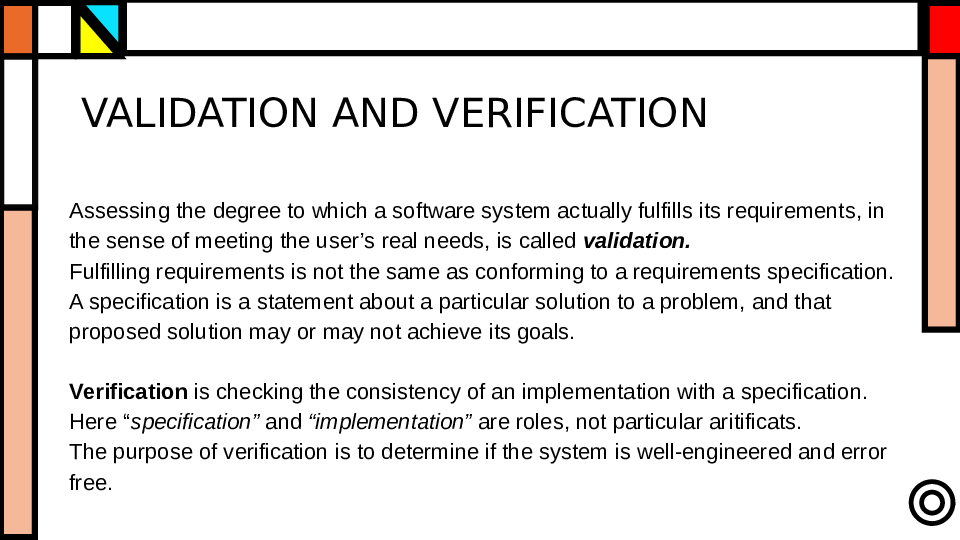 VALIDATION AND VERIFICATION
Assessing the degree to which a software system actually fulfills its requirements, in
the sense of meeting the user’s real needs, is called validation.
Fulfilling requirements is not the same as conforming to a requirements specification.
A specification is a statement about a particular solution to a problem, and that
proposed solution may or may not achieve its goals.
Verification is checking the consistency of an implementation with a specification.
Here “specification” and “implementation” are roles, not particular aritificats.
The purpose of verification is to determine if the system is well-engineered and error
free.